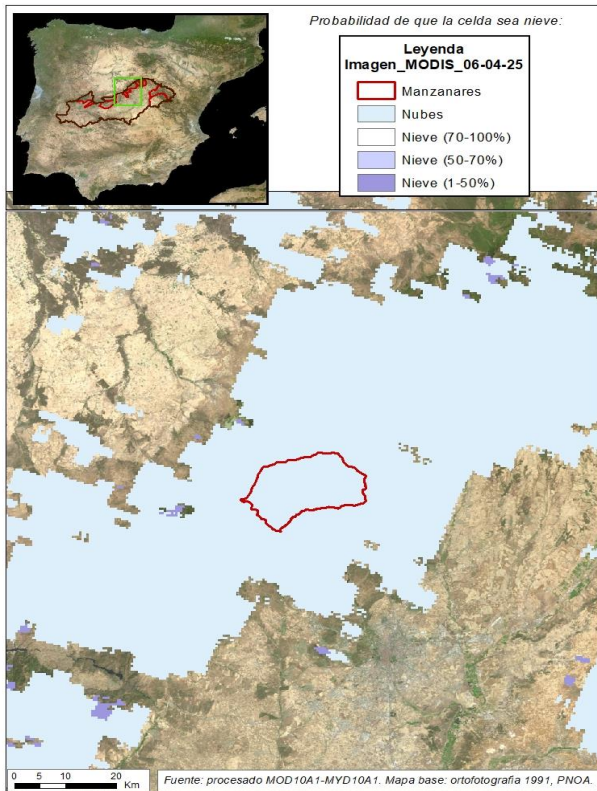 Probabilidad de que la celda sea nieve:
Leyenda
Imagen_MODIS_06-04-25
Manzanares
Nubes
Nieve (70-100%)
Nieve (50-70%)
Nieve (1-50%)
0 5 10 20
Km
Fuente: procesado MOD10A1-MYD10A1. Mapa base: ortofotografia 1991, PNOA.